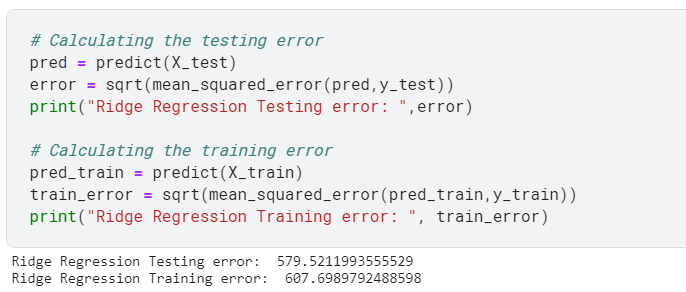 # Calculating the testing error
pred = predict(X_test)
error = sqrt(mean_squared_error(pred,y_test))
print("Ridge Regression Testing error: ",error)
# Calculating the training error
pred_train = predict(X_train)
train_error = sqrt(mean_squared_error(pred_train,y_train))
print("Ridge Regression Training error: ", train_error)
Ridge Regression Testing error:  579.5211993555529
Ridge Regression Training error:  607.6989792488598